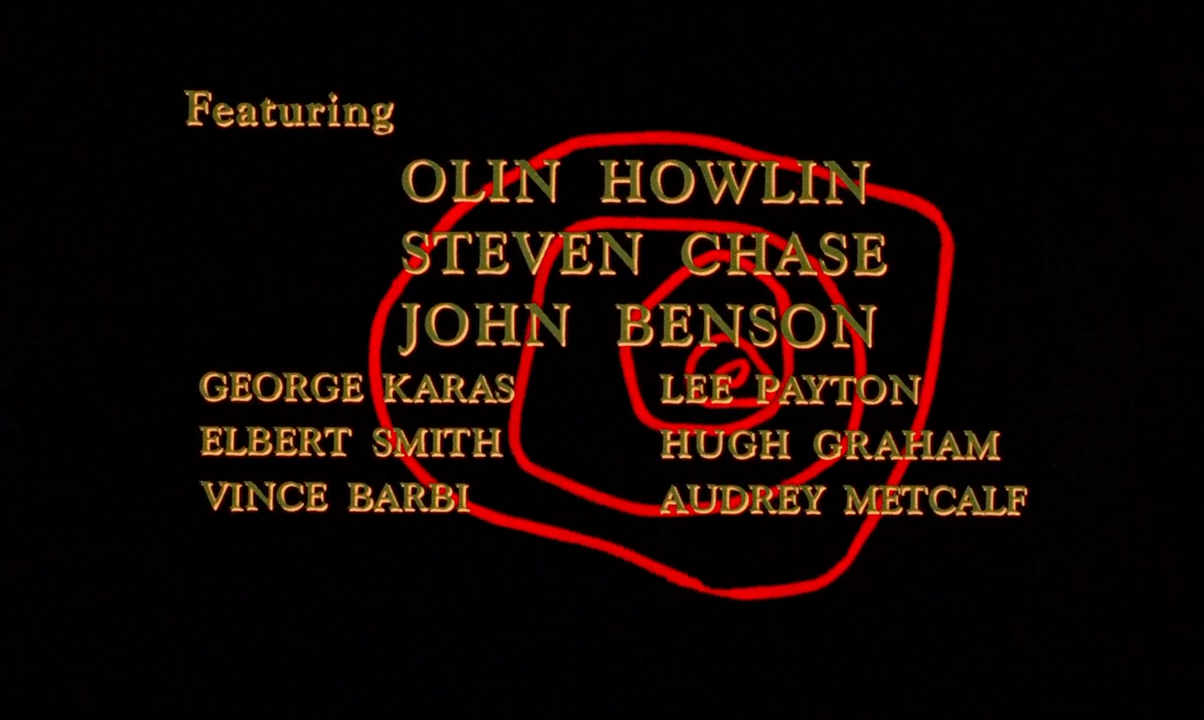 Featuring
OLIN HOWLIN
STEVEN CHASE
JOHN BENSON
GEORGE KARAS LEE PAYTON
ELBERT SMITH HUGH GRAHAM
VINCE BARBI AUDREY METCALF